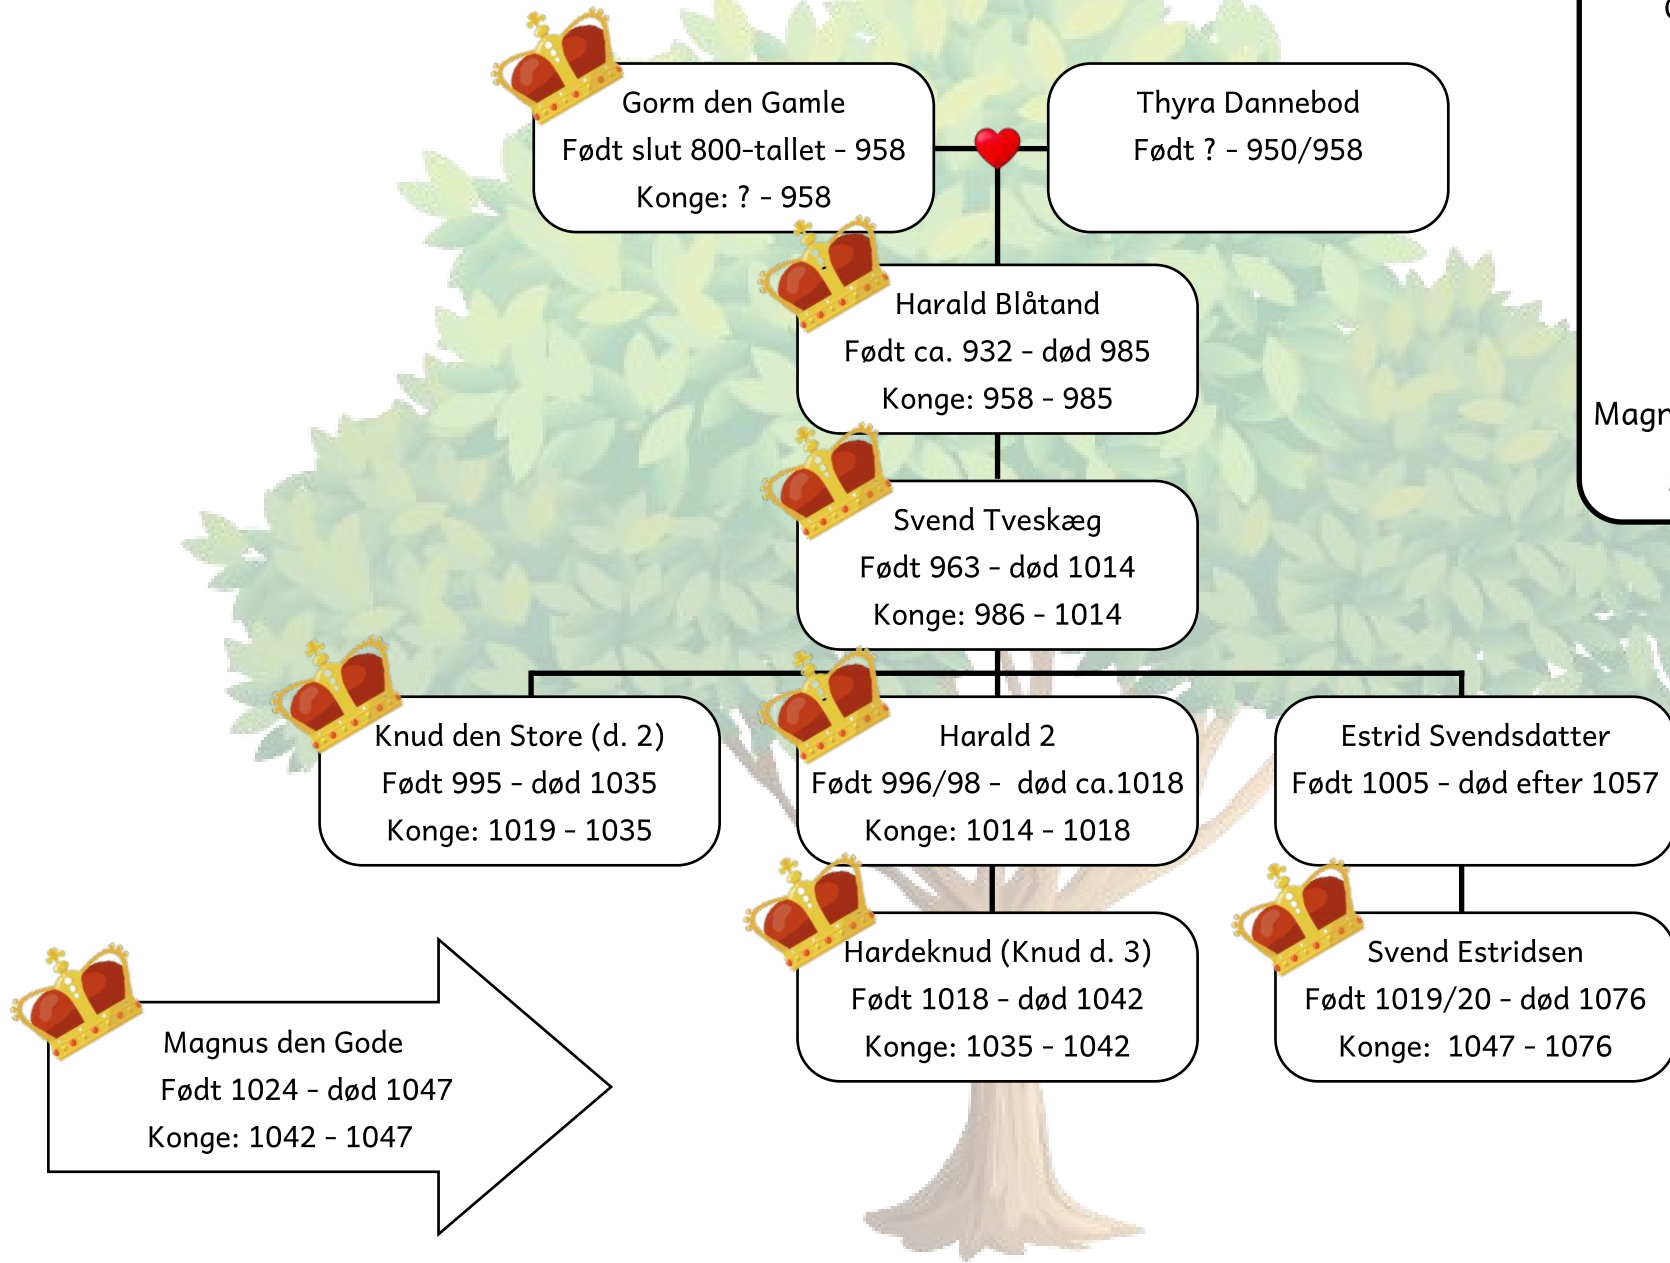 Gorm den Gamle
Født slut 800-tallet - 958
Konge: ? - 958
Thyra Dannebod
Født ? - 950/958
Harald Blåtand
Født ca. 932 - død 985
Konge: 958 - 985
Svend Tveskæg
Født 963 - død 1014
Konge: 986 - 1014
Knud den Store (d. 2)
Født 995 - død 1035
Konge: 1019 - 1035
Harald 2
Født 996/98 -  død ca.1018
Konge: 1014 - 1018
Estrid Svendsdatter
Født 1005 - død efter 1057
Hardeknud (Knud d. 3)
Født 1018 - død 1042
Konge: 1035 - 1042
Svend Estridsen
Født 1019/20 - død 1076
Konge:  1047 - 1076
Magnus den Gode
Født 1024 - død 1047
Konge: 1042 - 1047